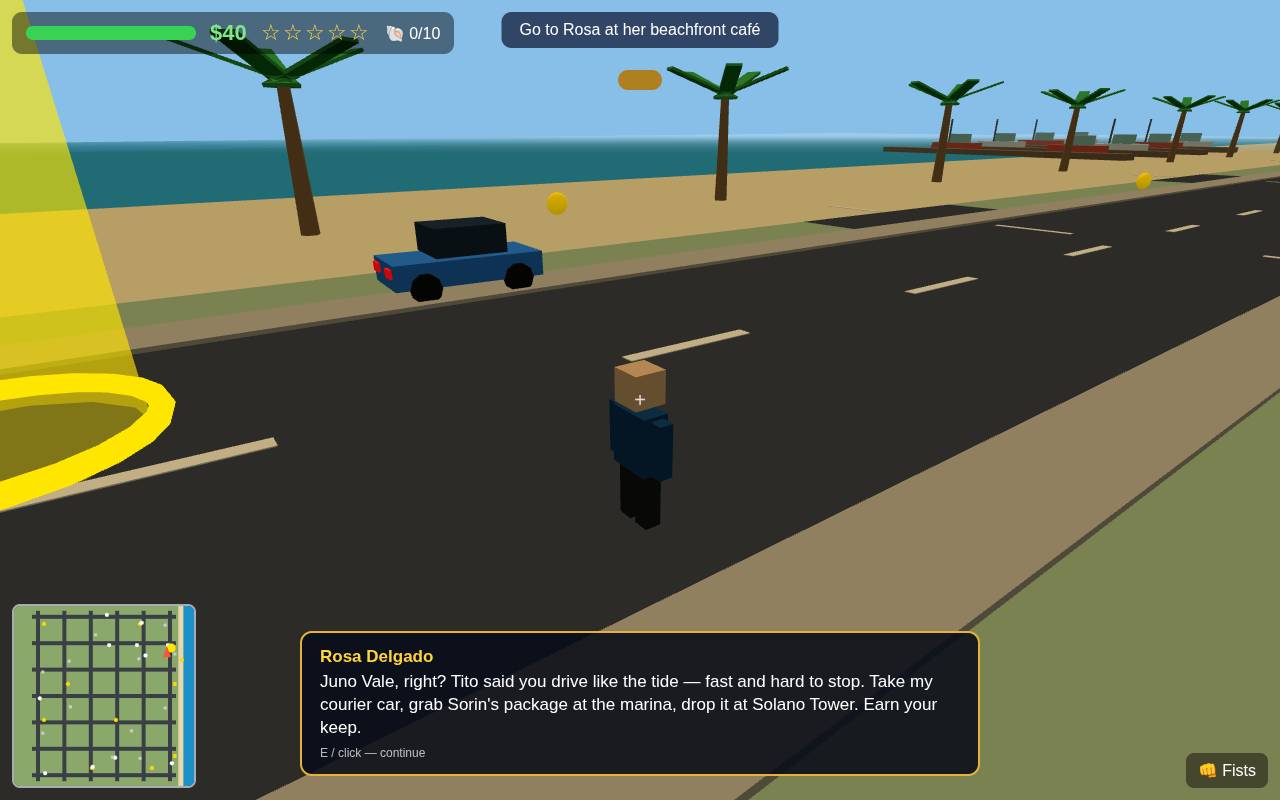 $40 ☆☆☆☆☆ 🐚 0/10
Go to Rosa at her beachfront café
+
Rosa Delgado
Juno Vale, right? Tito said you drive like the tide — fast and hard to stop. Take my
courier car, grab Sorin's package at the marina, drop it at Solano Tower. Earn your
keep.
E / click — continue
👊 Fists